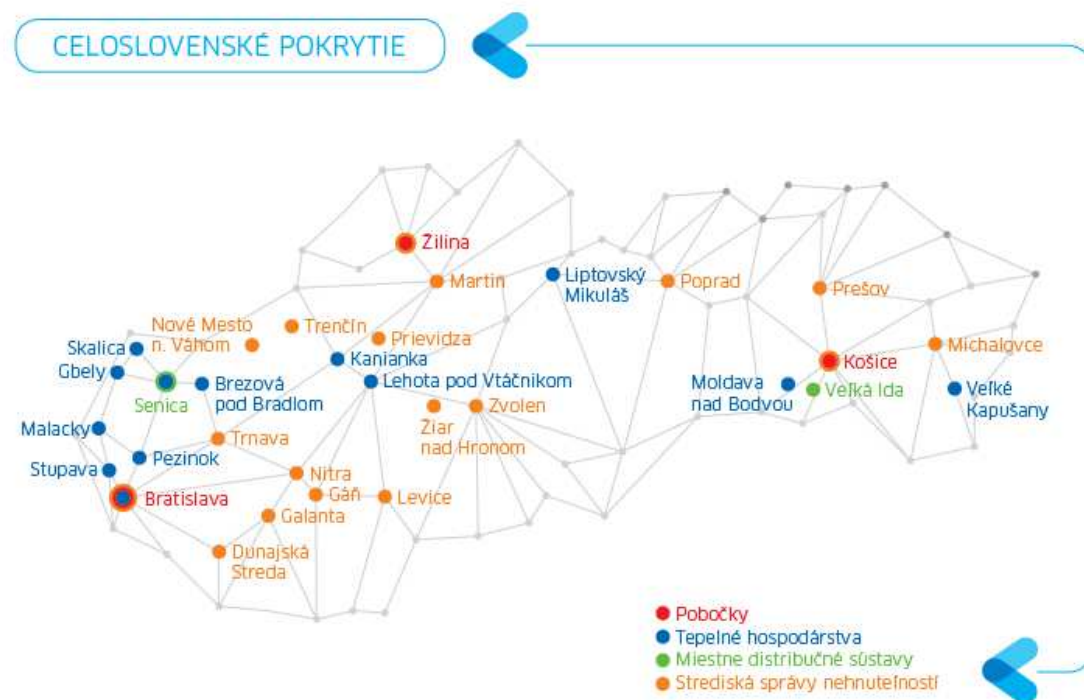 CELOSLOVENSKÉ POKRYTIE
Žilina
Martin
Liptovský
Mikuláš
Poprad
Prešov
Nové Mesto
n. Váhom
Trenčín
Prievidza
Skalica
Kanianka
Michalovce
Gbely
Košice
Brezová
pod Bradlom
Lehota pod Vtáčnikom
Moldava
nad Bodvou
Veľká Ida
Veľké
Kapušany
Senica
Zvolen
Žiar
nad Hronom
Malacky
Trnava
Pezinok
Stupava
Nitra
Bratislava
Gáň
Levice
Galanta
Dunajská
Streda
Pobočky
Tepelné hospodárstva
Miestne distribučné sústavy
Strediská správy nehnuteľností